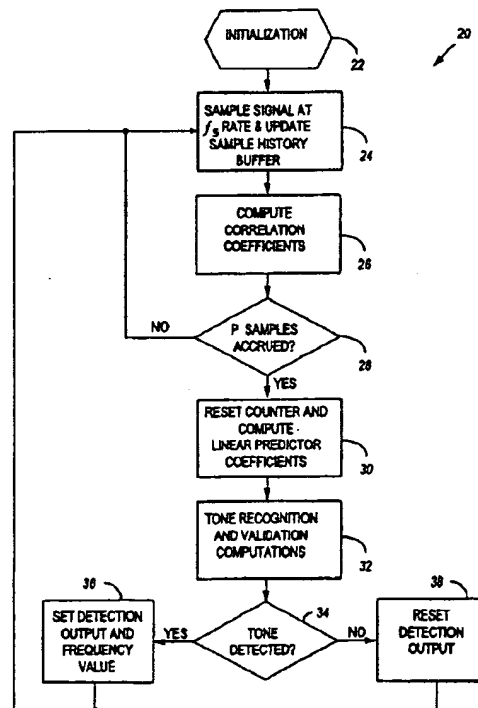 INITIALIZATION
20
22
SAMPLE SIGNAL AT
fs RATE & UPDATE
SAMPLE HISTORY
BUFFER
24
COMPUTE
CORRELATION
COEFFICIENTS
26
NO
P SAMPLES
ACCRUED?
28
YES
RESET COUNTER AND
COMPUTE
LINEAR PREDICTOR
COEFFICIENTS
30
TONE RECOGNITION
AND VALIDATION
COMPUTATIONS
32
36
SET DETECTION
OUTPUT AND
FREQUENCY
VALUE
YES
34
TONE
DETECTED?
NO
38
RESET
DETECTION
OUTPUT